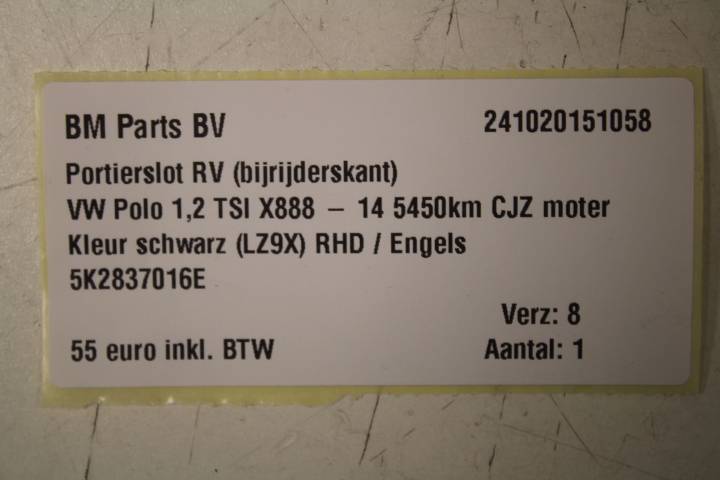 BM Parts BV 241020151058
Portierslot RV (bijrijderskant)
VW Polo 1,2 TSI X888 – 14 5450km CJZ moter
Kleur schwarz (LZ9X) RHD / Engels
5K2837016E
Verz: 8
55 euro inkl. BTW Aantal: 1